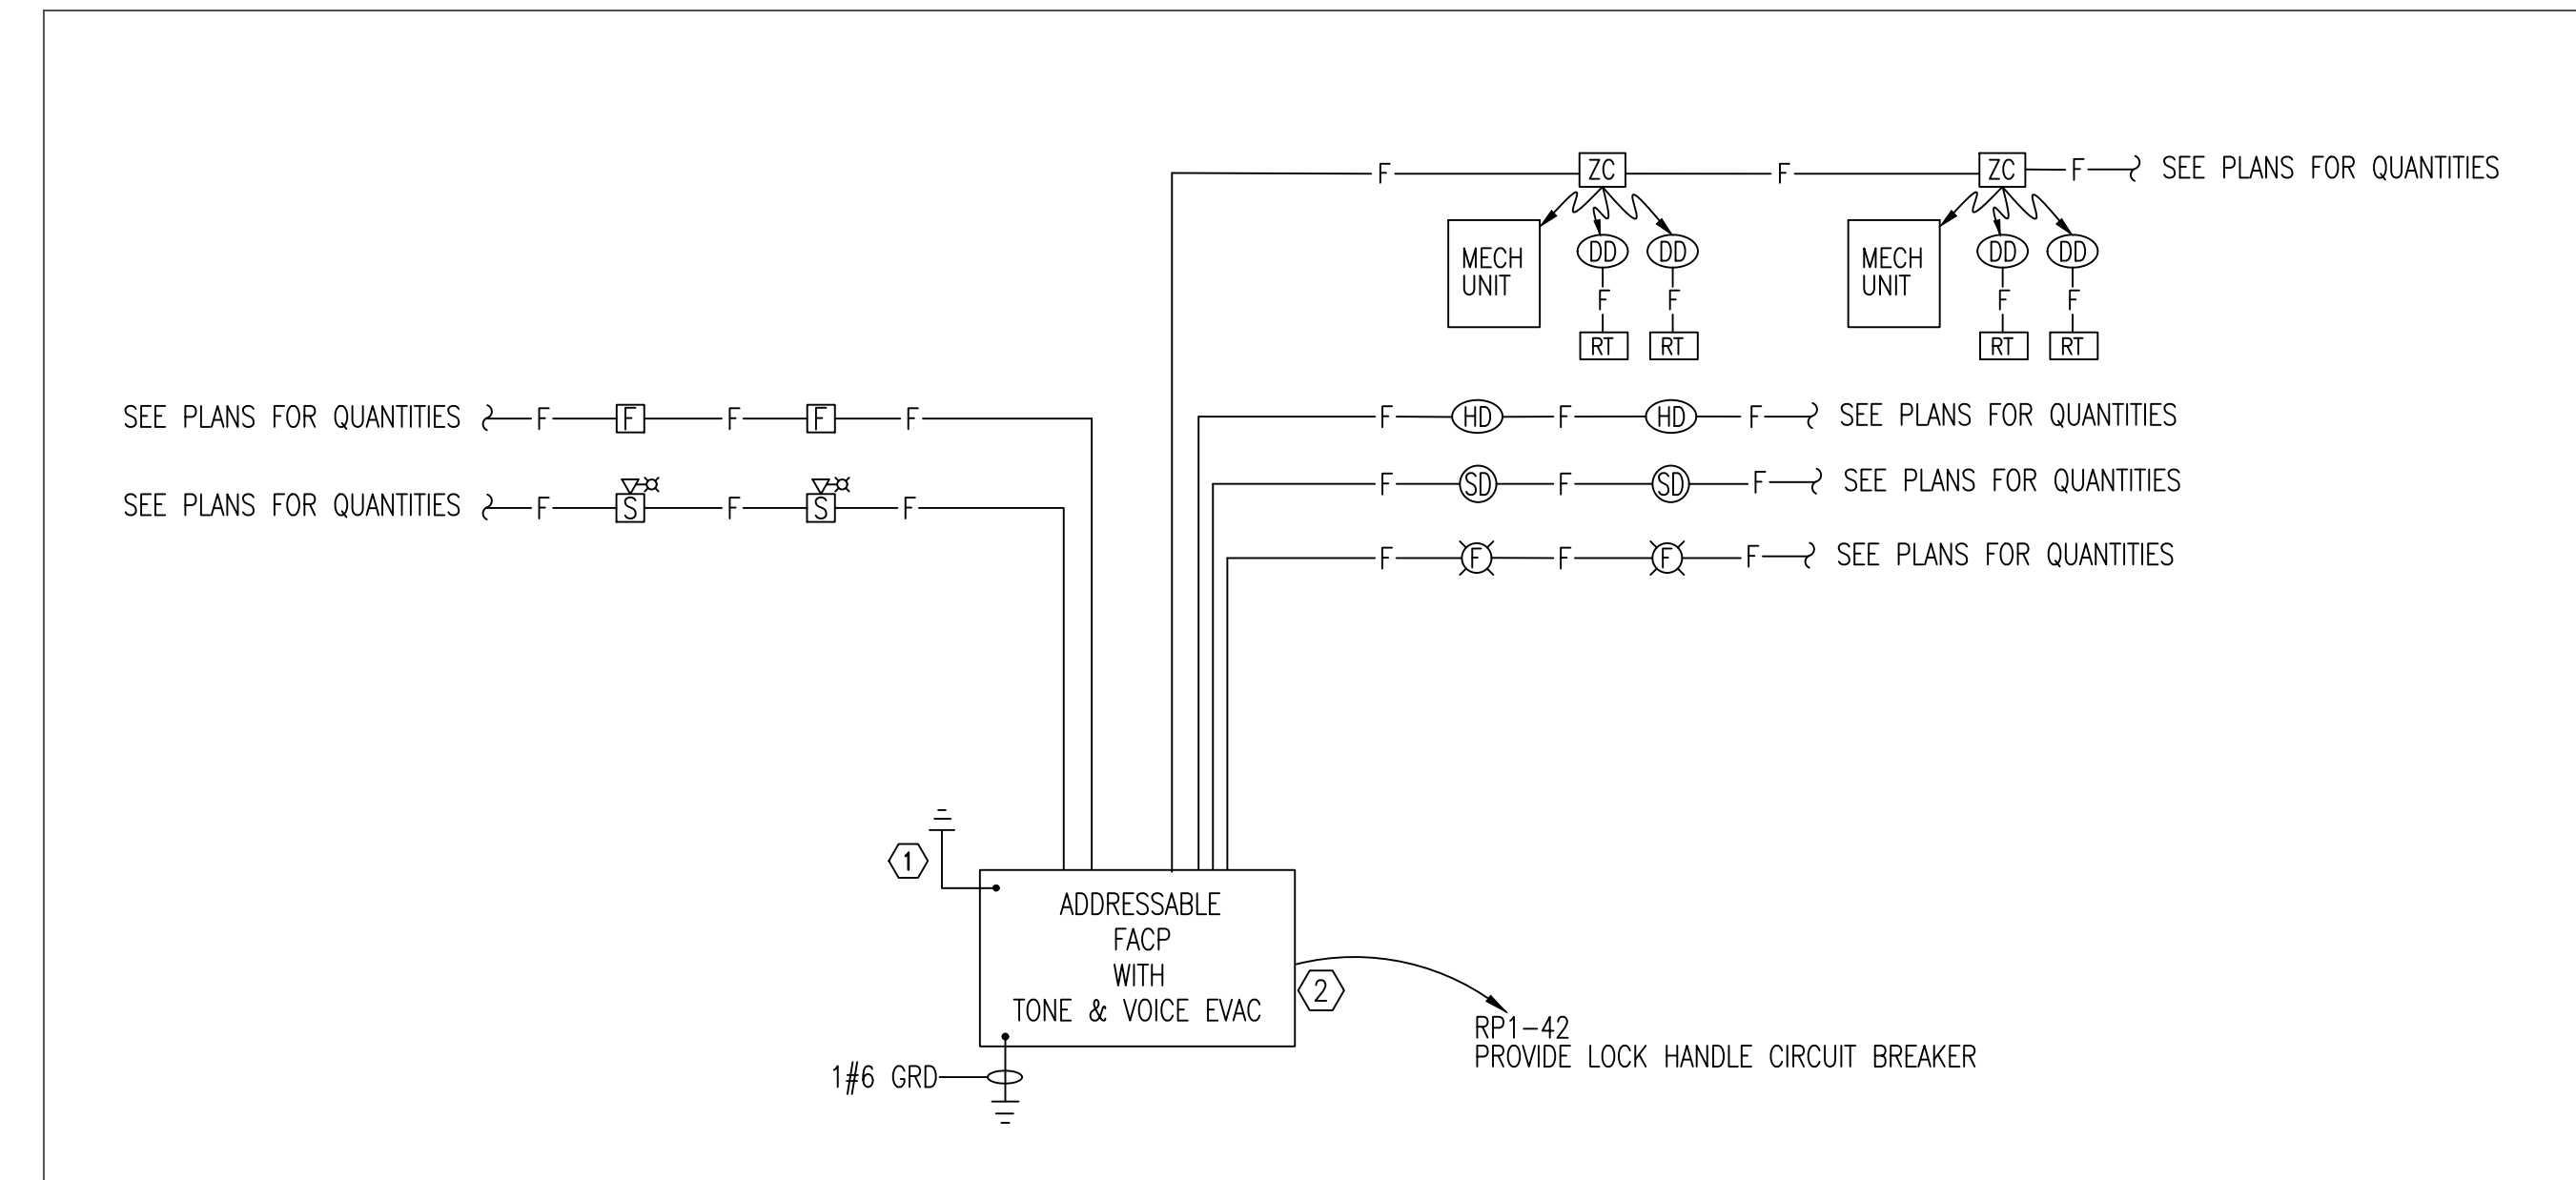 F ZC F ZC F SEE PLANS FOR QUANTITIES
MECH
UNIT
DD DD
MECH
UNIT
DD DD
F F F F
RT RT RT RT
SEE PLANS FOR QUANTITIES F F F F F
F HD F HD F SEE PLANS FOR QUANTITIES
F SD F SD F SEE PLANS FOR QUANTITIES
SEE PLANS FOR QUANTITIES F S F S F
F F F F F SEE PLANS FOR QUANTITIES
1
ADDRESSABLE
FACP
WITH
TONE & VOICE EVAC
2
RP1-42
PROVIDE LOCK HANDLE CIRCUIT BREAKER
1#6 GRD